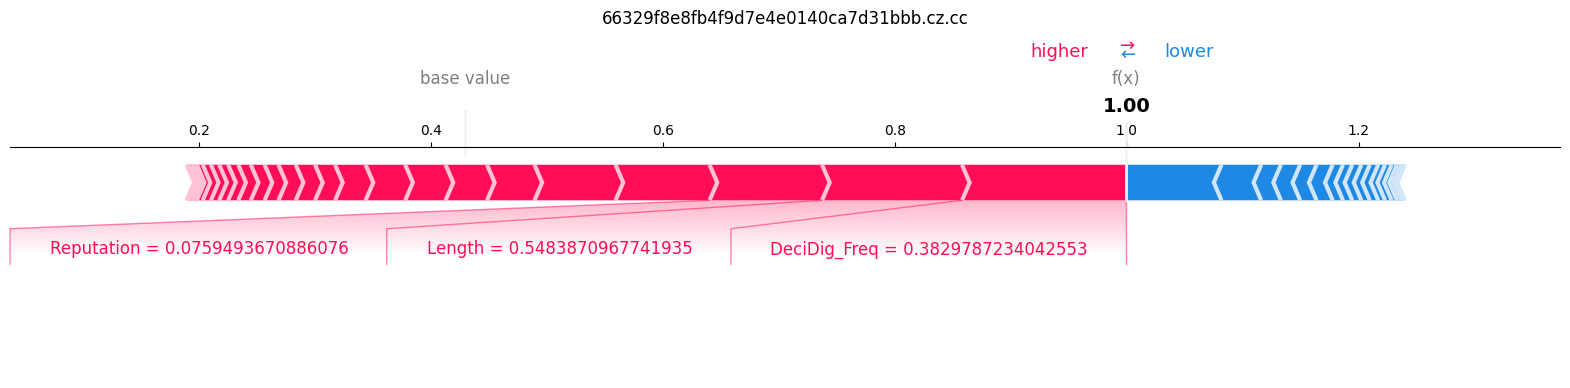 66329f8e8fb4f9d7e4e0140ca7d31bbb.cz.cc
higher → ← lower
base value f(x)
1.00
0.2 0.4 0.6 0.8 1 0 1.2
Reputation = 0.0759493670886076 Length = 0.5483870967741935 DeciDig_Freq = 0.3829787234042553